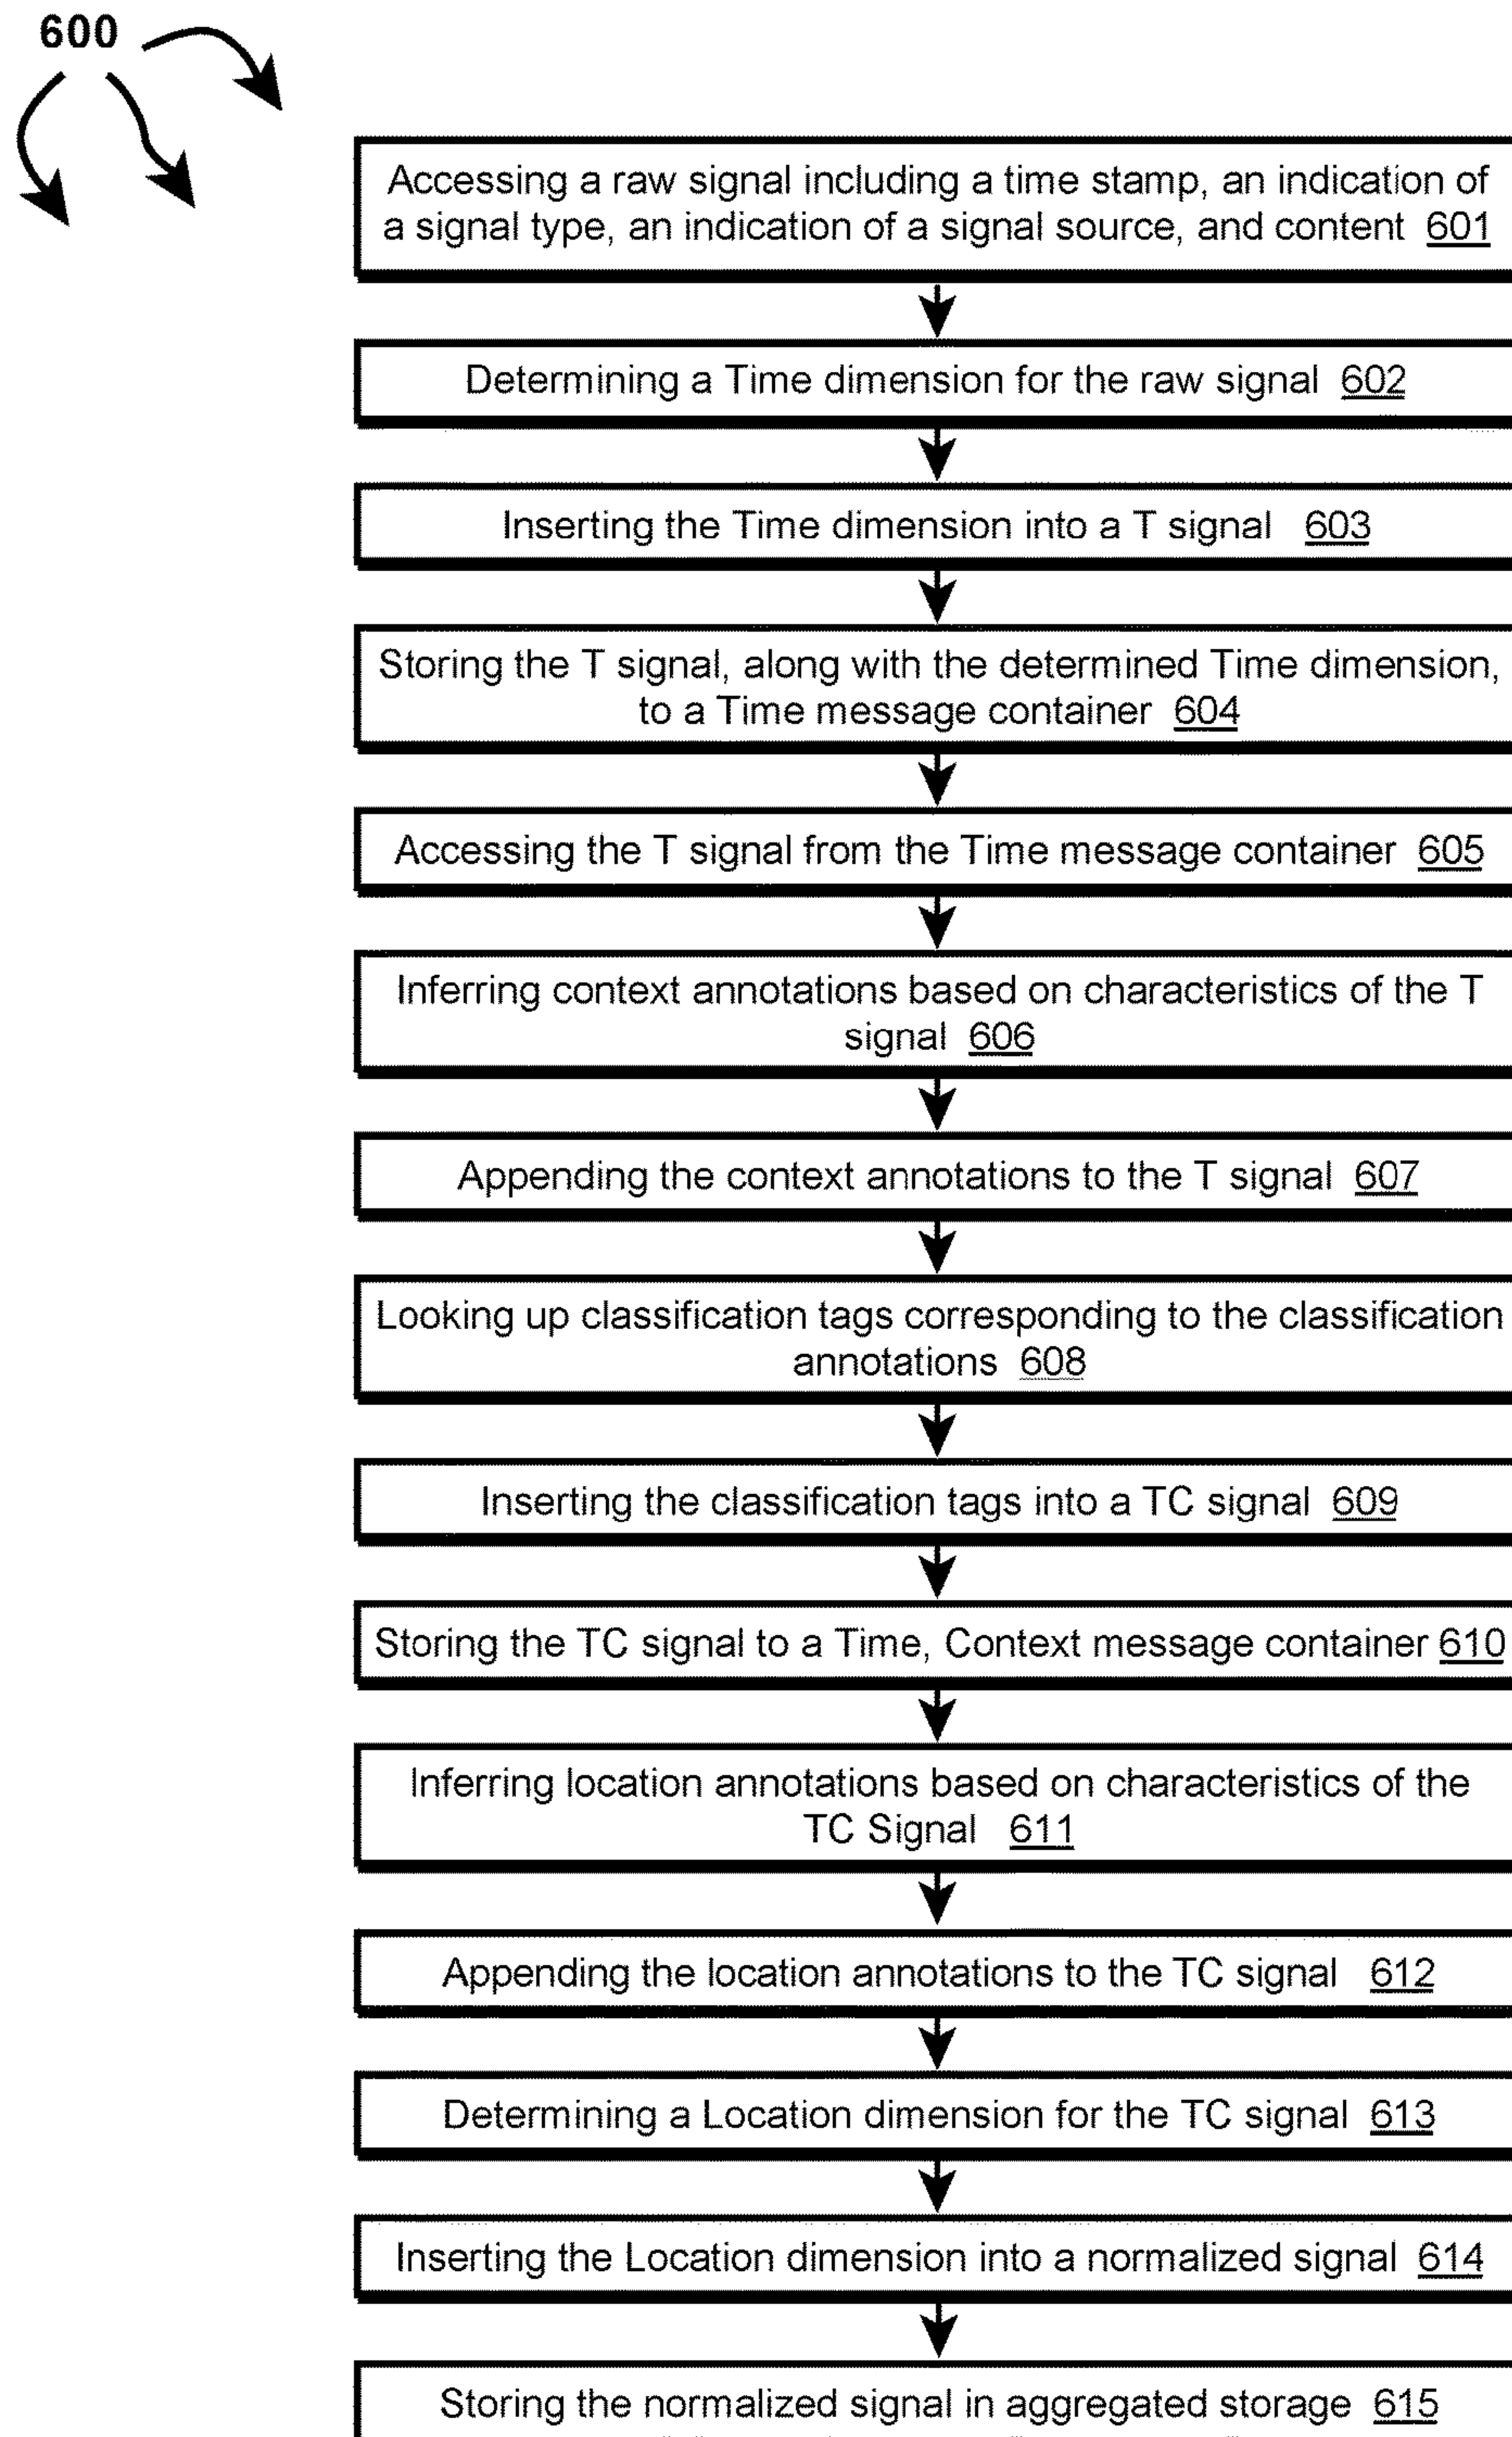 600
Accessing a raw signal including a time stamp, an indication of
a signal type, an indication of a signal source, and content 601
Determining a Time dimension for the raw signal 602
Inserting the Time dimension into a T signal 603
Storing the T signal, along with the determined Time dimension,
to a Time message container 604
Accessing the T signal from the Time message container 605
Inferring context annotations based on characteristics of the T
signal 606
Appending the context annotations to the T signal 607
Looking up classification tags corresponding to the classification
annotations 608
Inserting the classification tags into a TC signal 609
Storing the TC signal to a Time, Context message container 610
Inferring location annotations based on characteristics of the
TC Signal 611
Appending the location annotations to the TC signal 612
Determining a Location dimension for the TC signal 613
Inserting the Location dimension into a normalized signal 614
Storing the normalized signal in aggregated storage 615